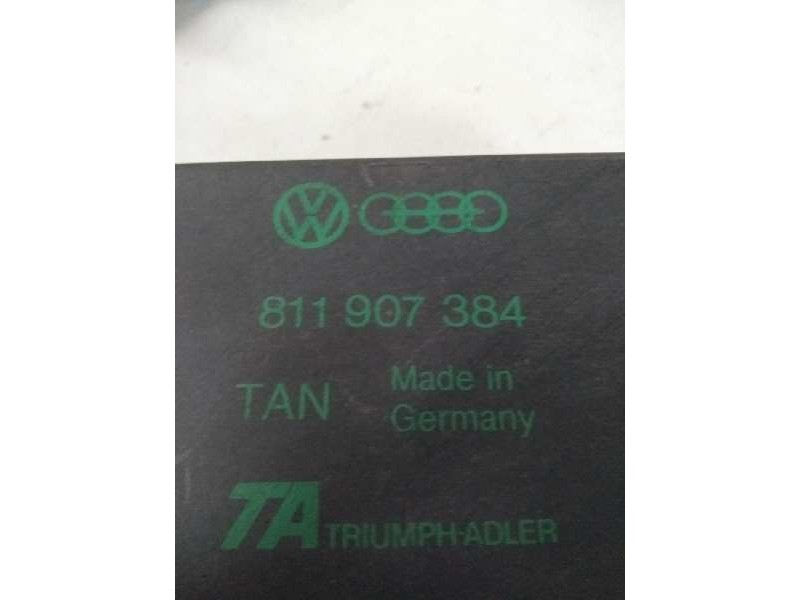 811 907 384
TAN
Made in
Germany
TA TRIUMPH-ADLER